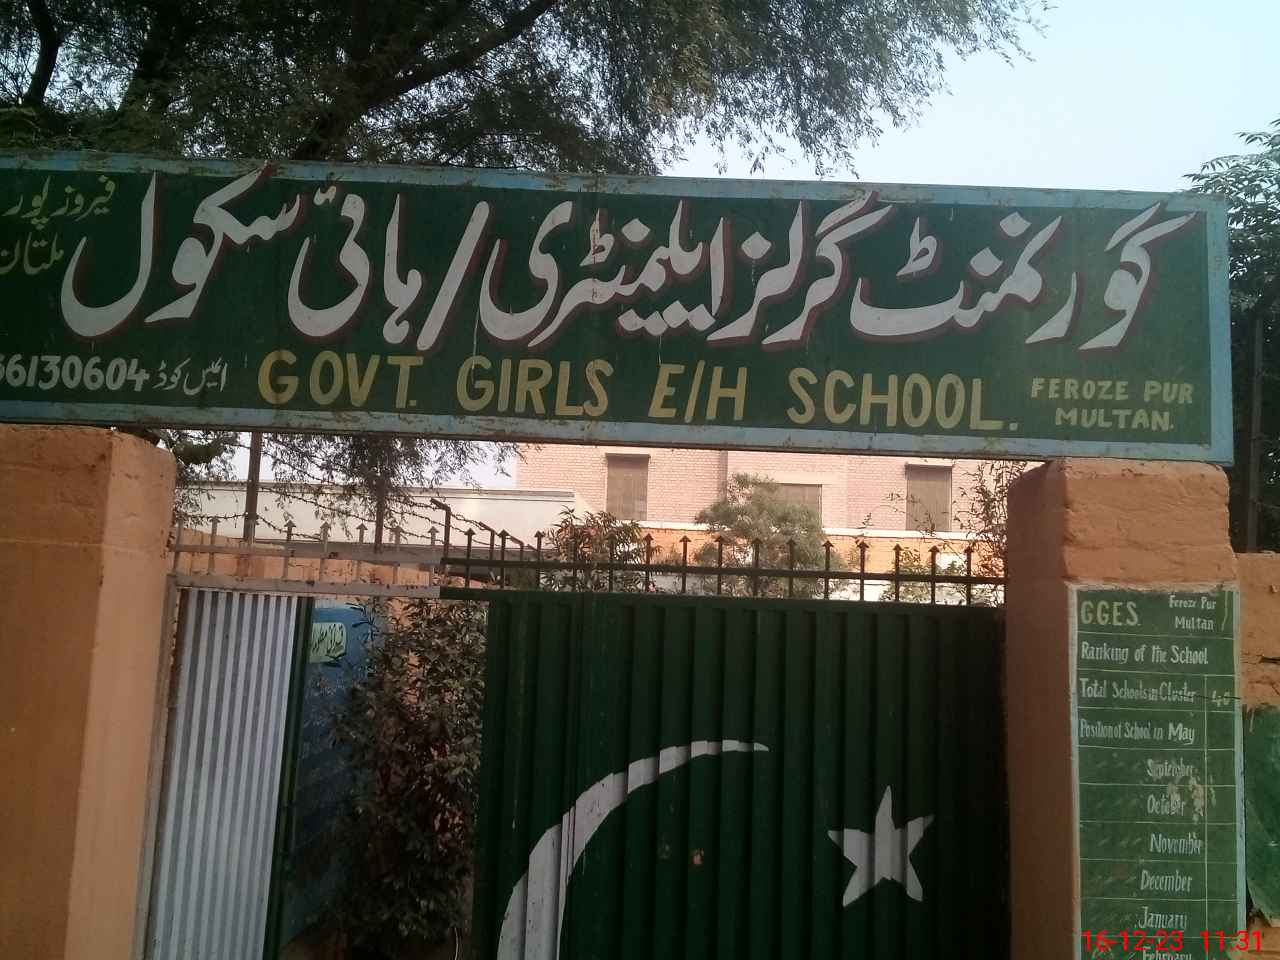 گورنمنٹ گرلز ایلیمنٹری/ہائی سکول
فیروز پور
ملتان
GOVT. GIRLS E/H SCHOOL.
FEROZE PUR
MULTAN.
ایمس کوڈ 36130604
G.G.E.S. Feroze Pur
Multan
Ranking of the School
Total Schools in Cluster 40
Position of School in May
September
October
November
December
January
February
16-12-23 11:31